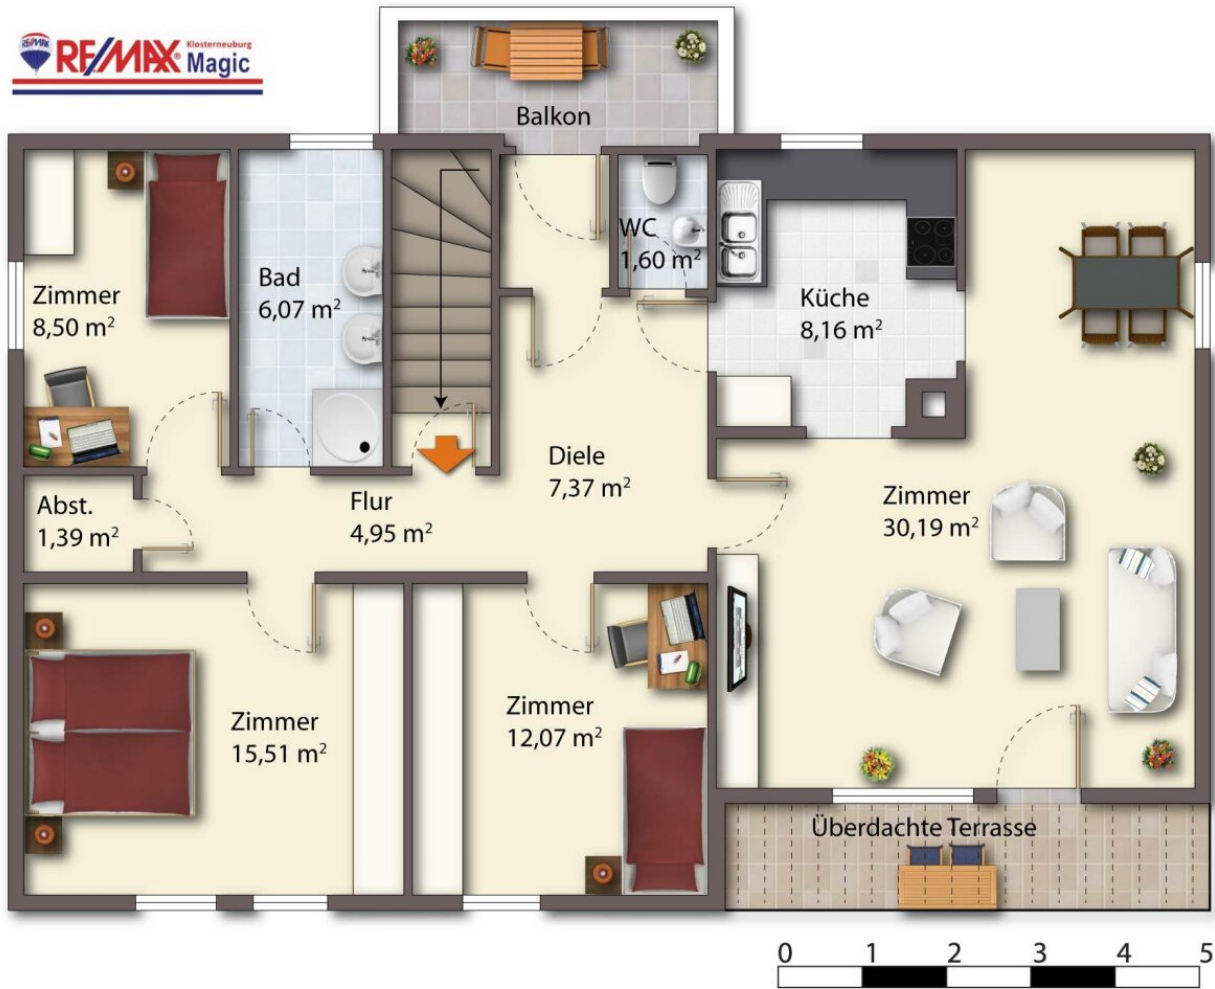 RE/MAX
RE/MAX® Klosterneuburg
Magic
Balkon
WC
1,60 m²
Bad
6,07 m²
Zimmer
8,50 m²
Küche
8,16 m²
Diele
7,37 m²
Abst.
1,39 m²
Flur
4,95 m²
Zimmer
30,19 m²
Zimmer
15,51 m²
Zimmer
12,07 m²
Überdachte Terrasse
0 1 2 3 4 5